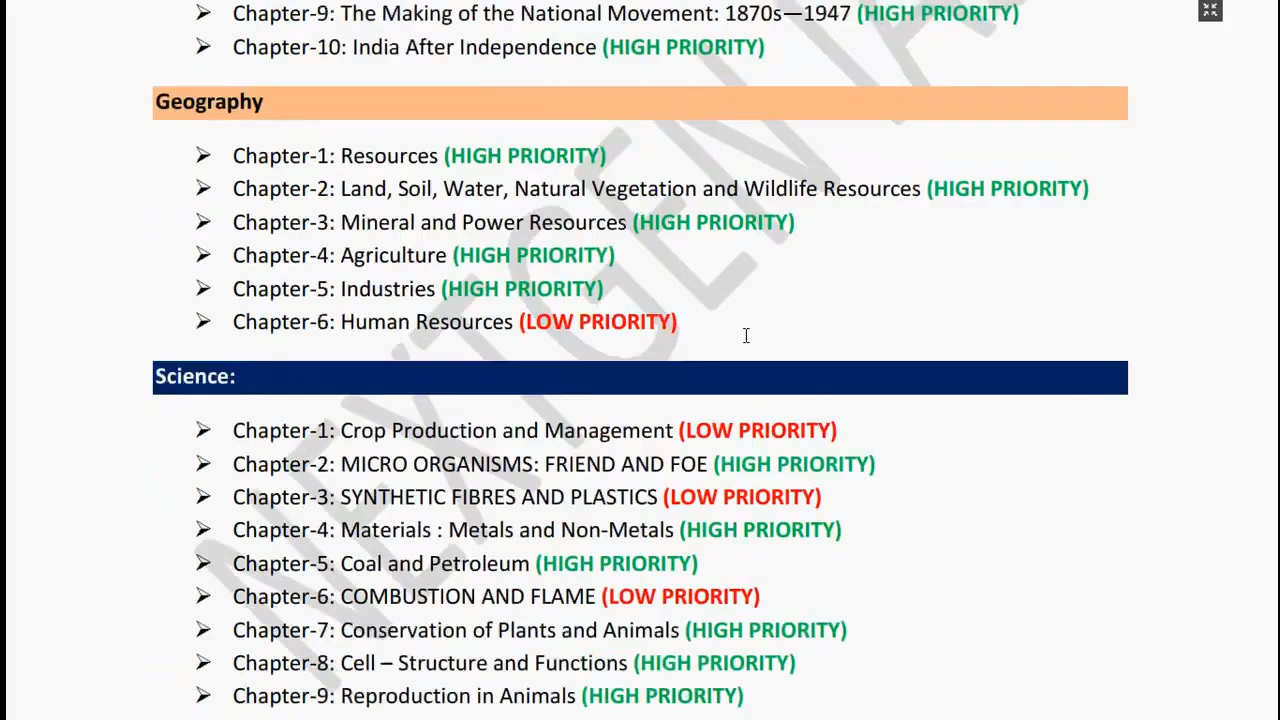 Chapter-9: The Making of the National Movement: 1870s—1947 (HIGH PRIORITY)
Chapter-10: India After Independence (HIGH PRIORITY)
Geography
Chapter-1: Resources (HIGH PRIORITY)
Chapter-2: Land, Soil, Water, Natural Vegetation and Wildlife Resources (HIGH PRIORITY)
Chapter-3: Mineral and Power Resources (HIGH PRIORITY)
Chapter-4: Agriculture (HIGH PRIORITY)
Chapter-5: Industries (HIGH PRIORITY)
Chapter-6: Human Resources (LOW PRIORITY)
Science:
Chapter-1: Crop Production and Management (LOW PRIORITY)
Chapter-2: MICRO ORGANISMS: FRIEND AND FOE (HIGH PRIORITY)
Chapter-3: SYNTHETIC FIBRES AND PLASTICS (LOW PRIORITY)
Chapter-4: Materials : Metals and Non-Metals (HIGH PRIORITY)
Chapter-5: Coal and Petroleum (HIGH PRIORITY)
Chapter-6: COMBUSTION AND FLAME (LOW PRIORITY)
Chapter-7: Conservation of Plants and Animals (HIGH PRIORITY)
Chapter-8: Cell – Structure and Functions (HIGH PRIORITY)
Chapter-9: Reproduction in Animals (HIGH PRIORITY)
NEXTGEN